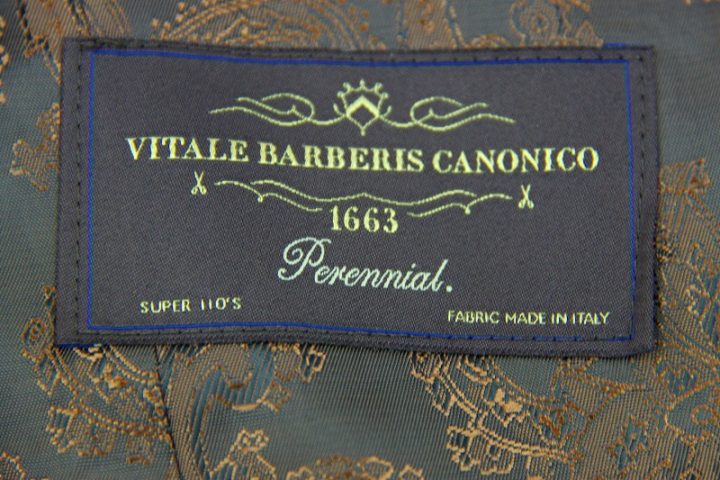 VITALE BARBERIS CANONICO
1663
Perennial.
SUPER 110'S
FABRIC MADE IN ITALY